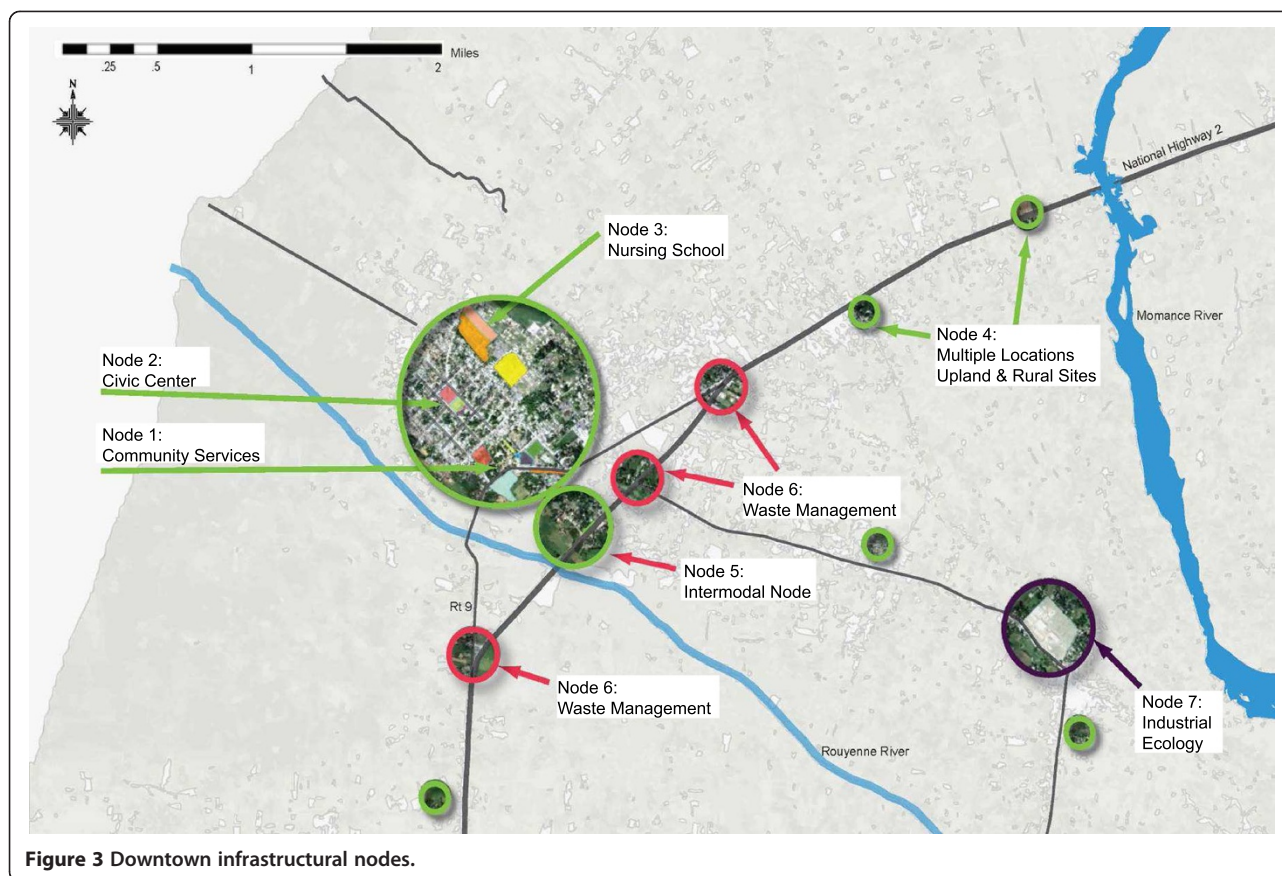 Miles
.25 .5 1 2
N
National Highway 2
Node 3:
Nursing School
Momance River
Node 4:
Multiple Locations
Upland & Rural Sites
Node 2:
Civic Center
Node 1:
Community Services
Node 6:
Waste Management
Node 5:
Intermodal Node
Rt 9
Node 6:
Waste Management
Node 7:
Industrial
Ecology
Rouyenne River
Figure 3 Downtown infrastructural nodes.